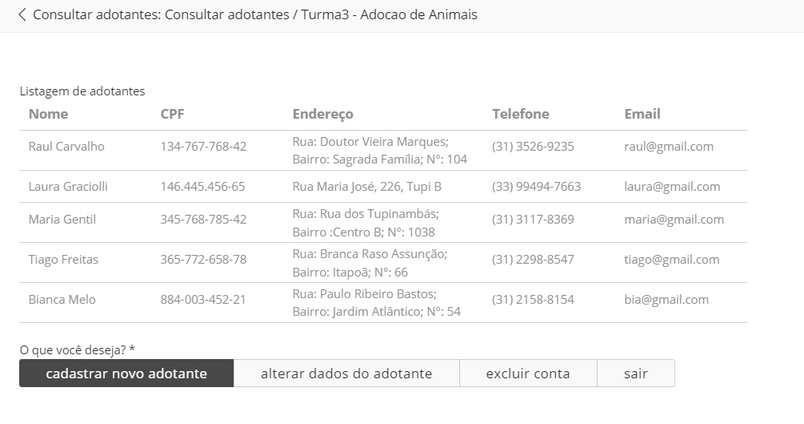 Consultar adotantes: Consultar adotantes / Turma3 - Adocao de Animais
Listagem de adotantes
Nome CPF Endereço Telefone Email
Raul Carvalho 134-767-768-42 Rua: Doutor Vieira Marques; Bairro: Sagrada Família; N°: 104 (31) 3526-9235 raul@gmail.com
Laura Graciolli 146.445.456-65 Rua Maria José, 226, Tupi B (33) 99494-7663 laura@gmail.com
Maria Gentil 345-768-785-42 Rua: Rua dos Tupinambás; Bairro :Centro B; N°: 1038 (31) 3117-8369 maria@gmail.com
Tiago Freitas 365-772-658-78 Rua: Branca Raso Assunção; Bairro: Itapoã; N°: 66 (31) 2298-8547 tiago@gmail.com
Bianca Melo 884-003-452-21 Rua: Paulo Ribeiro Bastos; Bairro: Jardim Atlântico; N°: 54 (31) 2158-8154 bia@gmail.com
O que você deseja? *
cadastrar novo adotante alterar dados do adotante excluir conta sair